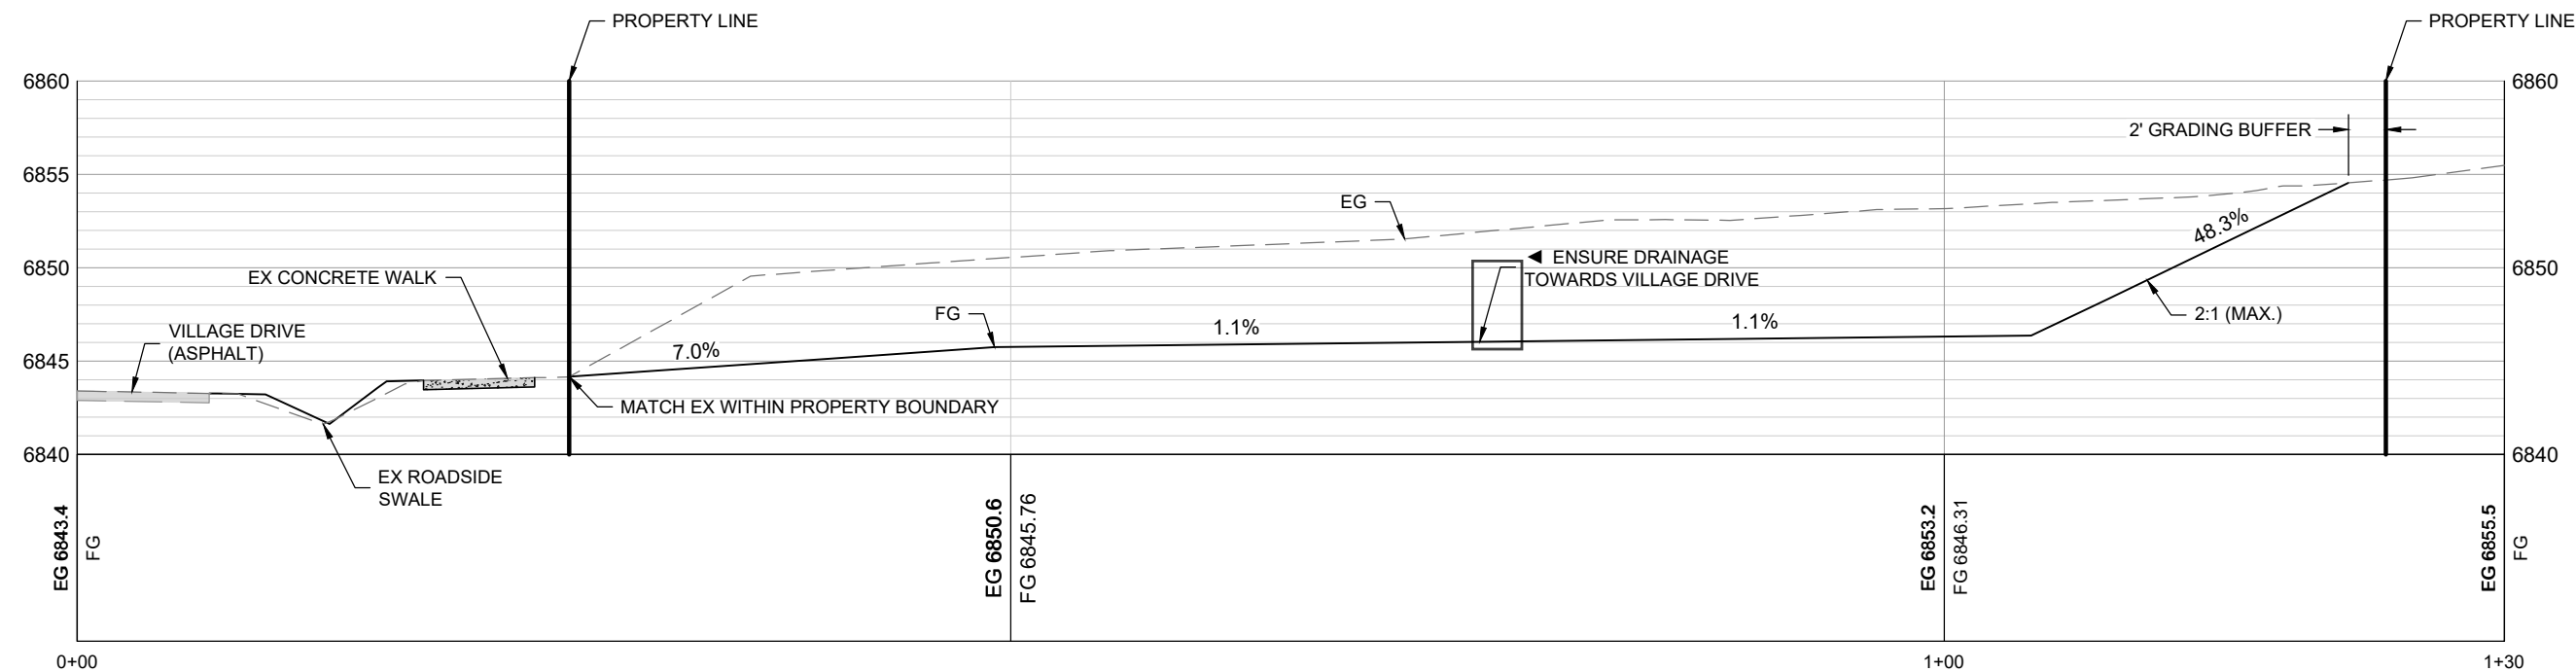 PROPERTY LINE
PROPERTY LINE
6860
6860
2' GRADING BUFFER
6855
6855
EG
48.3%
◄ ENSURE DRAINAGE
TOWARDS VILLAGE DRIVE
6850
6850
EX CONCRETE WALK
FG
1.1%
1.1%
2:1 (MAX.)
VILLAGE DRIVE
(ASPHALT)
7.0%
6845
6845
MATCH EX WITHIN PROPERTY BOUNDARY
6840
6840
EX ROADSIDE
SWALE
EG 6843.4
FG
EG 6850.6
FG 6845.76
EG 6853.2
FG 6846.31
EG 6855.5
FG
0+00
1+00
1+30